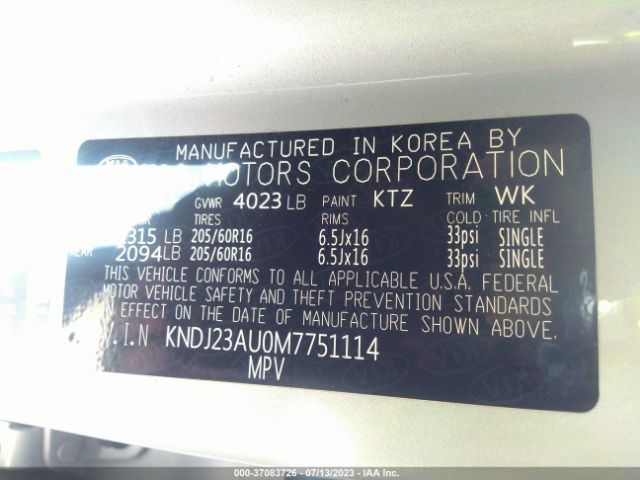 MANUFACTURED IN KOREA BY
MOTORS CORPORATION
GVWR 4023 LB PAINT KTZ TRIM WK
TIRES RIMS COLD TIRE INFL
LB 205/60R16 6.5Jx16 33psi SINGLE
REAR 2094 LB 205/60R16 6.5Jx16 33psi SINGLE
THIS VEHICLE CONFORMS TO ALL APPLICABLE U.S.A. FEDERAL
MOTOR VEHICLE SAFETY AND THEFT PREVENTION STANDARDS
IN EFFECT ON THE DATE OF MANUFACTURE SHOWN ABOVE.
V.I.N KNDJ23AU0M7751114
MPV
000-37083726 - 07/13/2023 - IAA Inc.